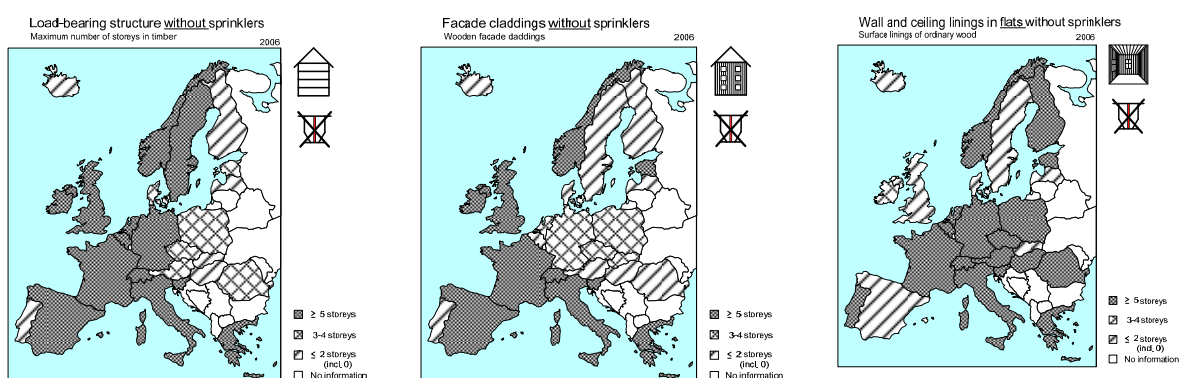 Load-bearing structure without sprinklers
Maximum number of storeys in timber
2006
≥ 5 storeys
3-4 storeys
≤ 2 storeys
(incl, 0)
No information
Facade claddings without sprinklers
Wooden facade claddings
2006
≥ 5 storeys
3-4 storeys
≤ 2 storeys
(incl, 0)
No information
Wall and ceiling linings in flats without sprinklers
Surface linings of ordinary wood
2006
≥ 5 storeys
3-4 storeys
≤ 2 storeys
(incl, 0)
No information